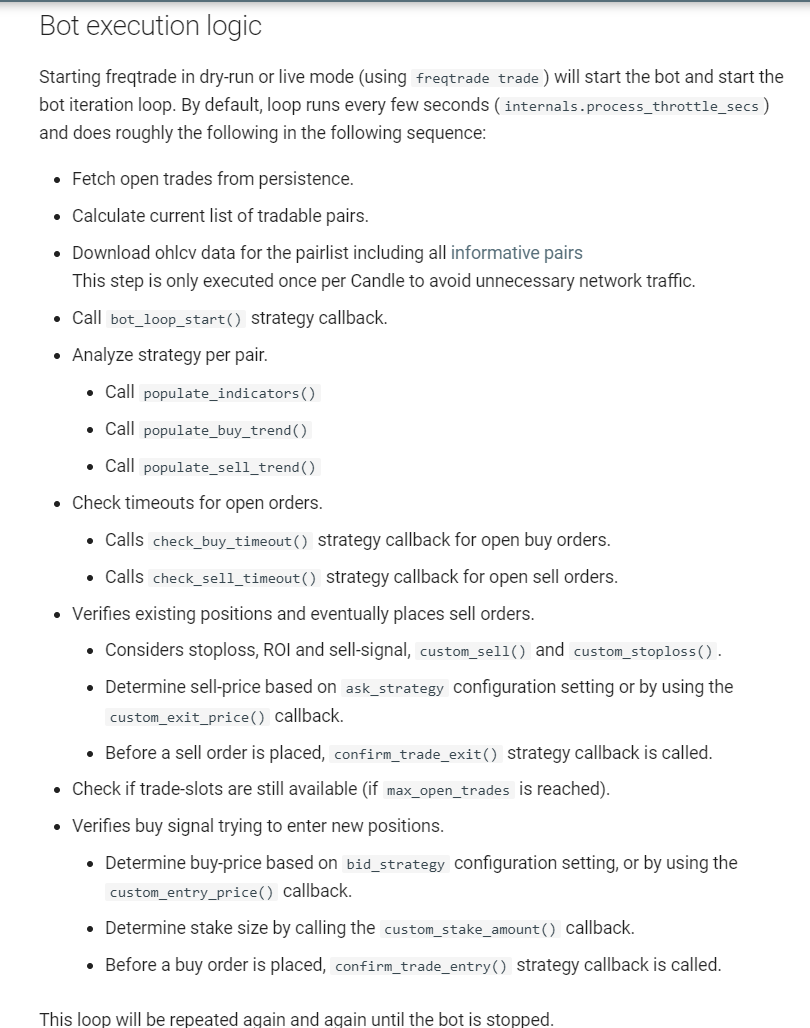 Bot execution logic
Starting freqtrade in dry-run or live mode (using freqtrade trade) will start the bot and start the
bot iteration loop. By default, loop runs every few seconds (internals.process_throttle_secs)
and does roughly the following in the following sequence:
• Fetch open trades from persistence.
• Calculate current list of tradable pairs.
• Download ohlcv data for the pairlist including all informative pairs
This step is only executed once per Candle to avoid unnecessary network traffic.
• Call bot_loop_start() strategy callback.
• Analyze strategy per pair.
• Call populate_indicators()
• Call populate_buy_trend()
• Call populate_sell_trend()
• Check timeouts for open orders.
• Calls check_buy_timeout() strategy callback for open buy orders.
• Calls check_sell_timeout() strategy callback for open sell orders.
• Verifies existing positions and eventually places sell orders.
• Considers stoploss, ROI and sell-signal, custom_sell() and custom_stoploss().
• Determine sell-price based on ask_strategy configuration setting or by using the
custom_exit_price() callback.
• Before a sell order is placed, confirm_trade_exit() strategy callback is called.
• Check if trade-slots are still available (if max_open_trades is reached).
• Verifies buy signal trying to enter new positions.
• Determine buy-price based on bid_strategy configuration setting, or by using the
custom_entry_price() callback.
• Determine stake size by calling the custom_stake_amount() callback.
• Before a buy order is placed, confirm_trade_entry() strategy callback is called.
This loop will be repeated again and again until the bot is stopped.